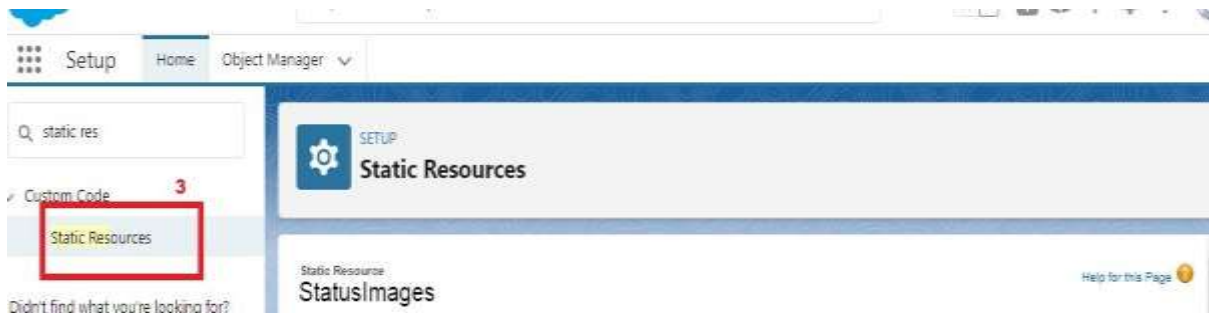 Setup Home Object Manager
static res
SETUP
Static Resources
Custom Code 3
Static Resources
Static Resource
StatusImages
Help for this Page
Didn't find what you're looking for?